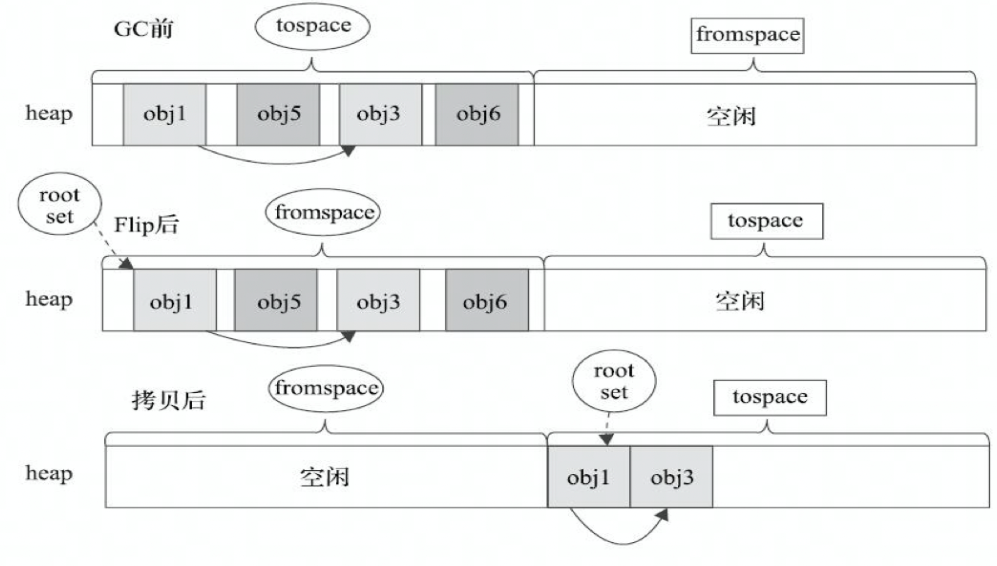 GC前
tospace
fromspace
heap
obj1
obj5
obj3
obj6
空闲
root
set
Flip后
fromspace
tospace
heap
obj1
obj5
obj3
obj6
空闲
拷贝后
fromspace
root
set
tospace
heap
空闲
obj1
obj3